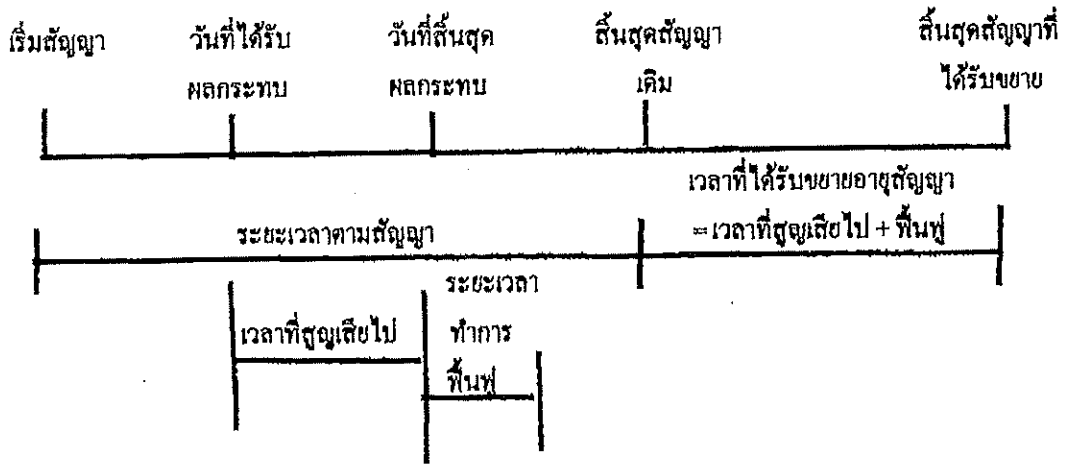 เริ่มสัญญา วันที่ได้รับ วันที่สิ้นสุด สิ้นสุดสัญญา สิ้นสุดสัญญาที่
ผลกระทบ ผลกระทบ เดิม ได้รับขยาย
เวลาที่ได้รับขยายอายุสัญญา
ระยะเวลาตามสัญญา =เวลาที่สูญเสียไป + ฟื้นฟู
ระยะเวลา
เวลาที่สูญเสียไป ทำการ
ฟื้นฟู